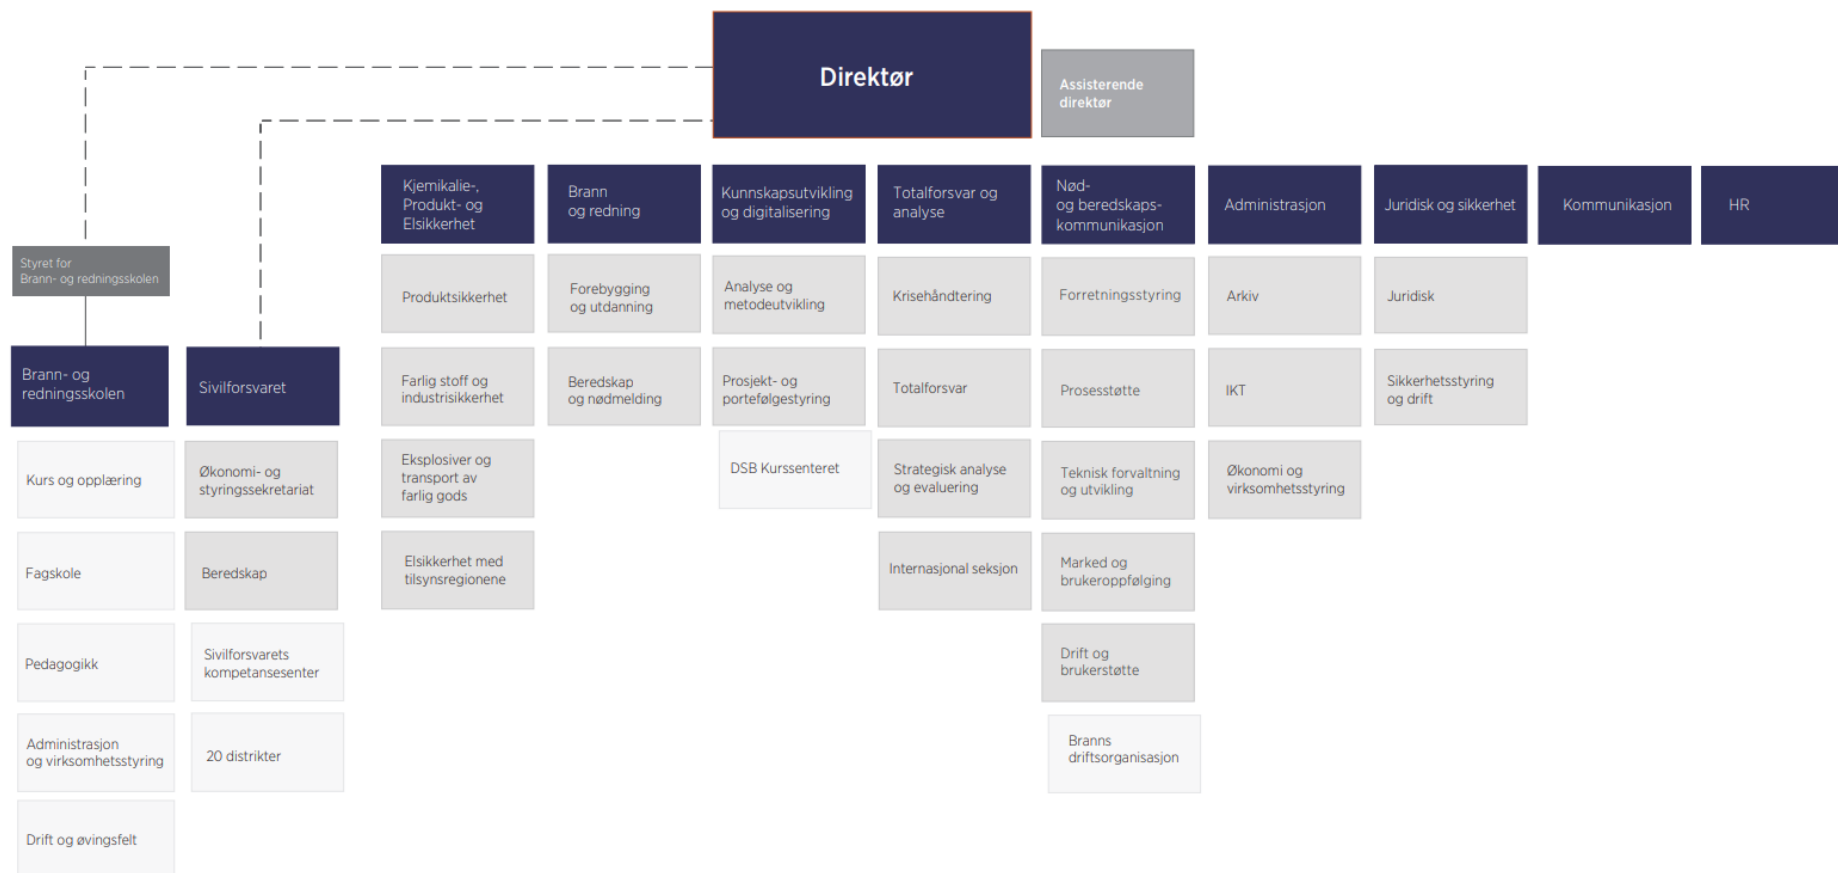 Direktør
Assisterende
direktør
Styret for
Brann- og redningsskolen
Brann- og
redningsskolen
Kurs og opplæring
Fagskole
Pedagogikk
Administrasjon
og virksomhetsstyring
Drift og øvingsfelt
Sivilforsvaret
Økonomi- og
styringssekretariat
Beredskap
Sivilforsvarets
kompetansesenter
20 distrikter
Kjemikalie-,
Produkt- og
Elsikkerhet
Produktsikkerhet
Farlig stoff og
industrisikkerhet
Eksplosiver og
transport av
farlig gods
Elsikkerhet med
tilsynsregionene
Brann
og redning
Forebygging
og utdanning
Beredskap
og nødmelding
Kunnskapsutvikling
og digitalisering
Analyse og
metodeutvikling
Prosjekt- og
portefølgestyring
DSB Kurssenteret
Totalforsvar og
analyse
Krisehåndtering
Totalforsvar
Strategisk analyse
og evaluering
Internasjonal seksjon
Nød-
og beredskaps-
kommunikasjon
Forretningsstyring
Prosesstøtte
Teknisk forvaltning
og utvikling
Marked og
brukeroppfølging
Drift og
brukerstøtte
Branns
driftsorganisasjon
Administrasjon
Arkiv
IKT
Økonomi og
virksomhetsstyring
Juridisk og sikkerhet
Juridisk
Sikkerhetsstyring
og drift
Kommunikasjon
HR